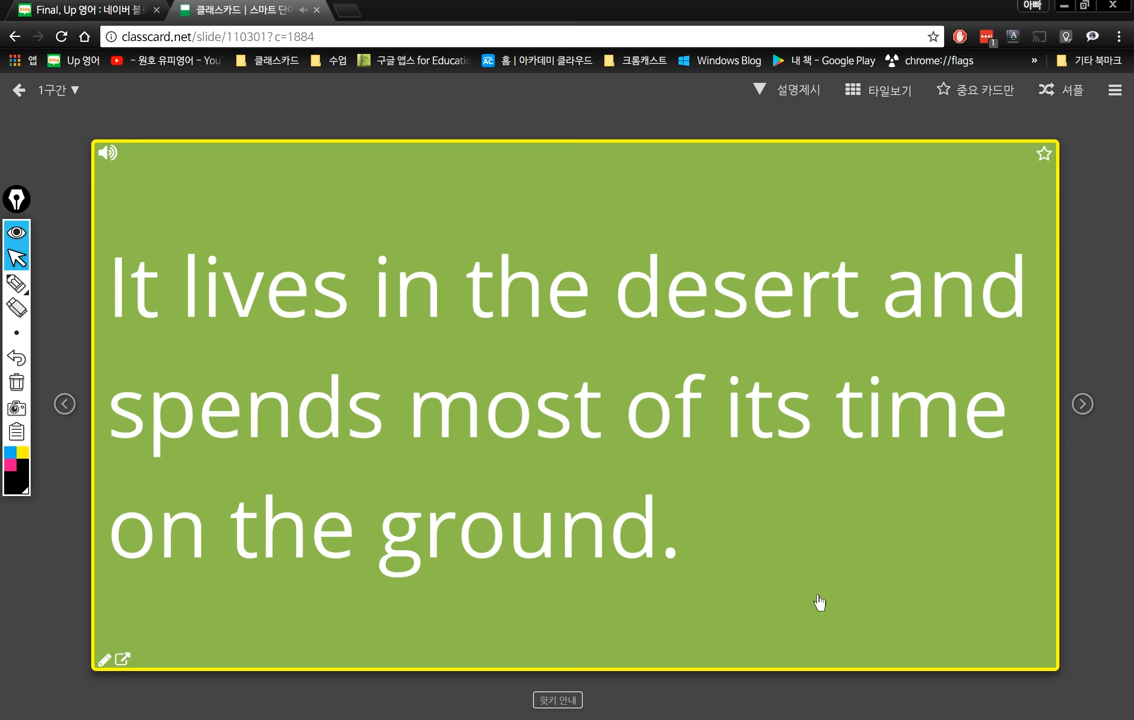 Final, Up 영어 : 네이버 블
클래스카드 | 스마트 단
아빠
classcard.net/slide/110301?c=1884
앱 Up 영어 - 원호 유피영어 - You 클래스카드 수업 구글 앱스 for Educatic 홈 | 아카데미 클라우드 크롬캐스트 Windows Blog 내 책 - Google Play chrome://flags » 기타 북마크
1구간 ▼ ▼ 설명제시 타일보기 중요 카드만 셔플
It lives in the desert and
spends most of its time
on the ground.
핫키 안내